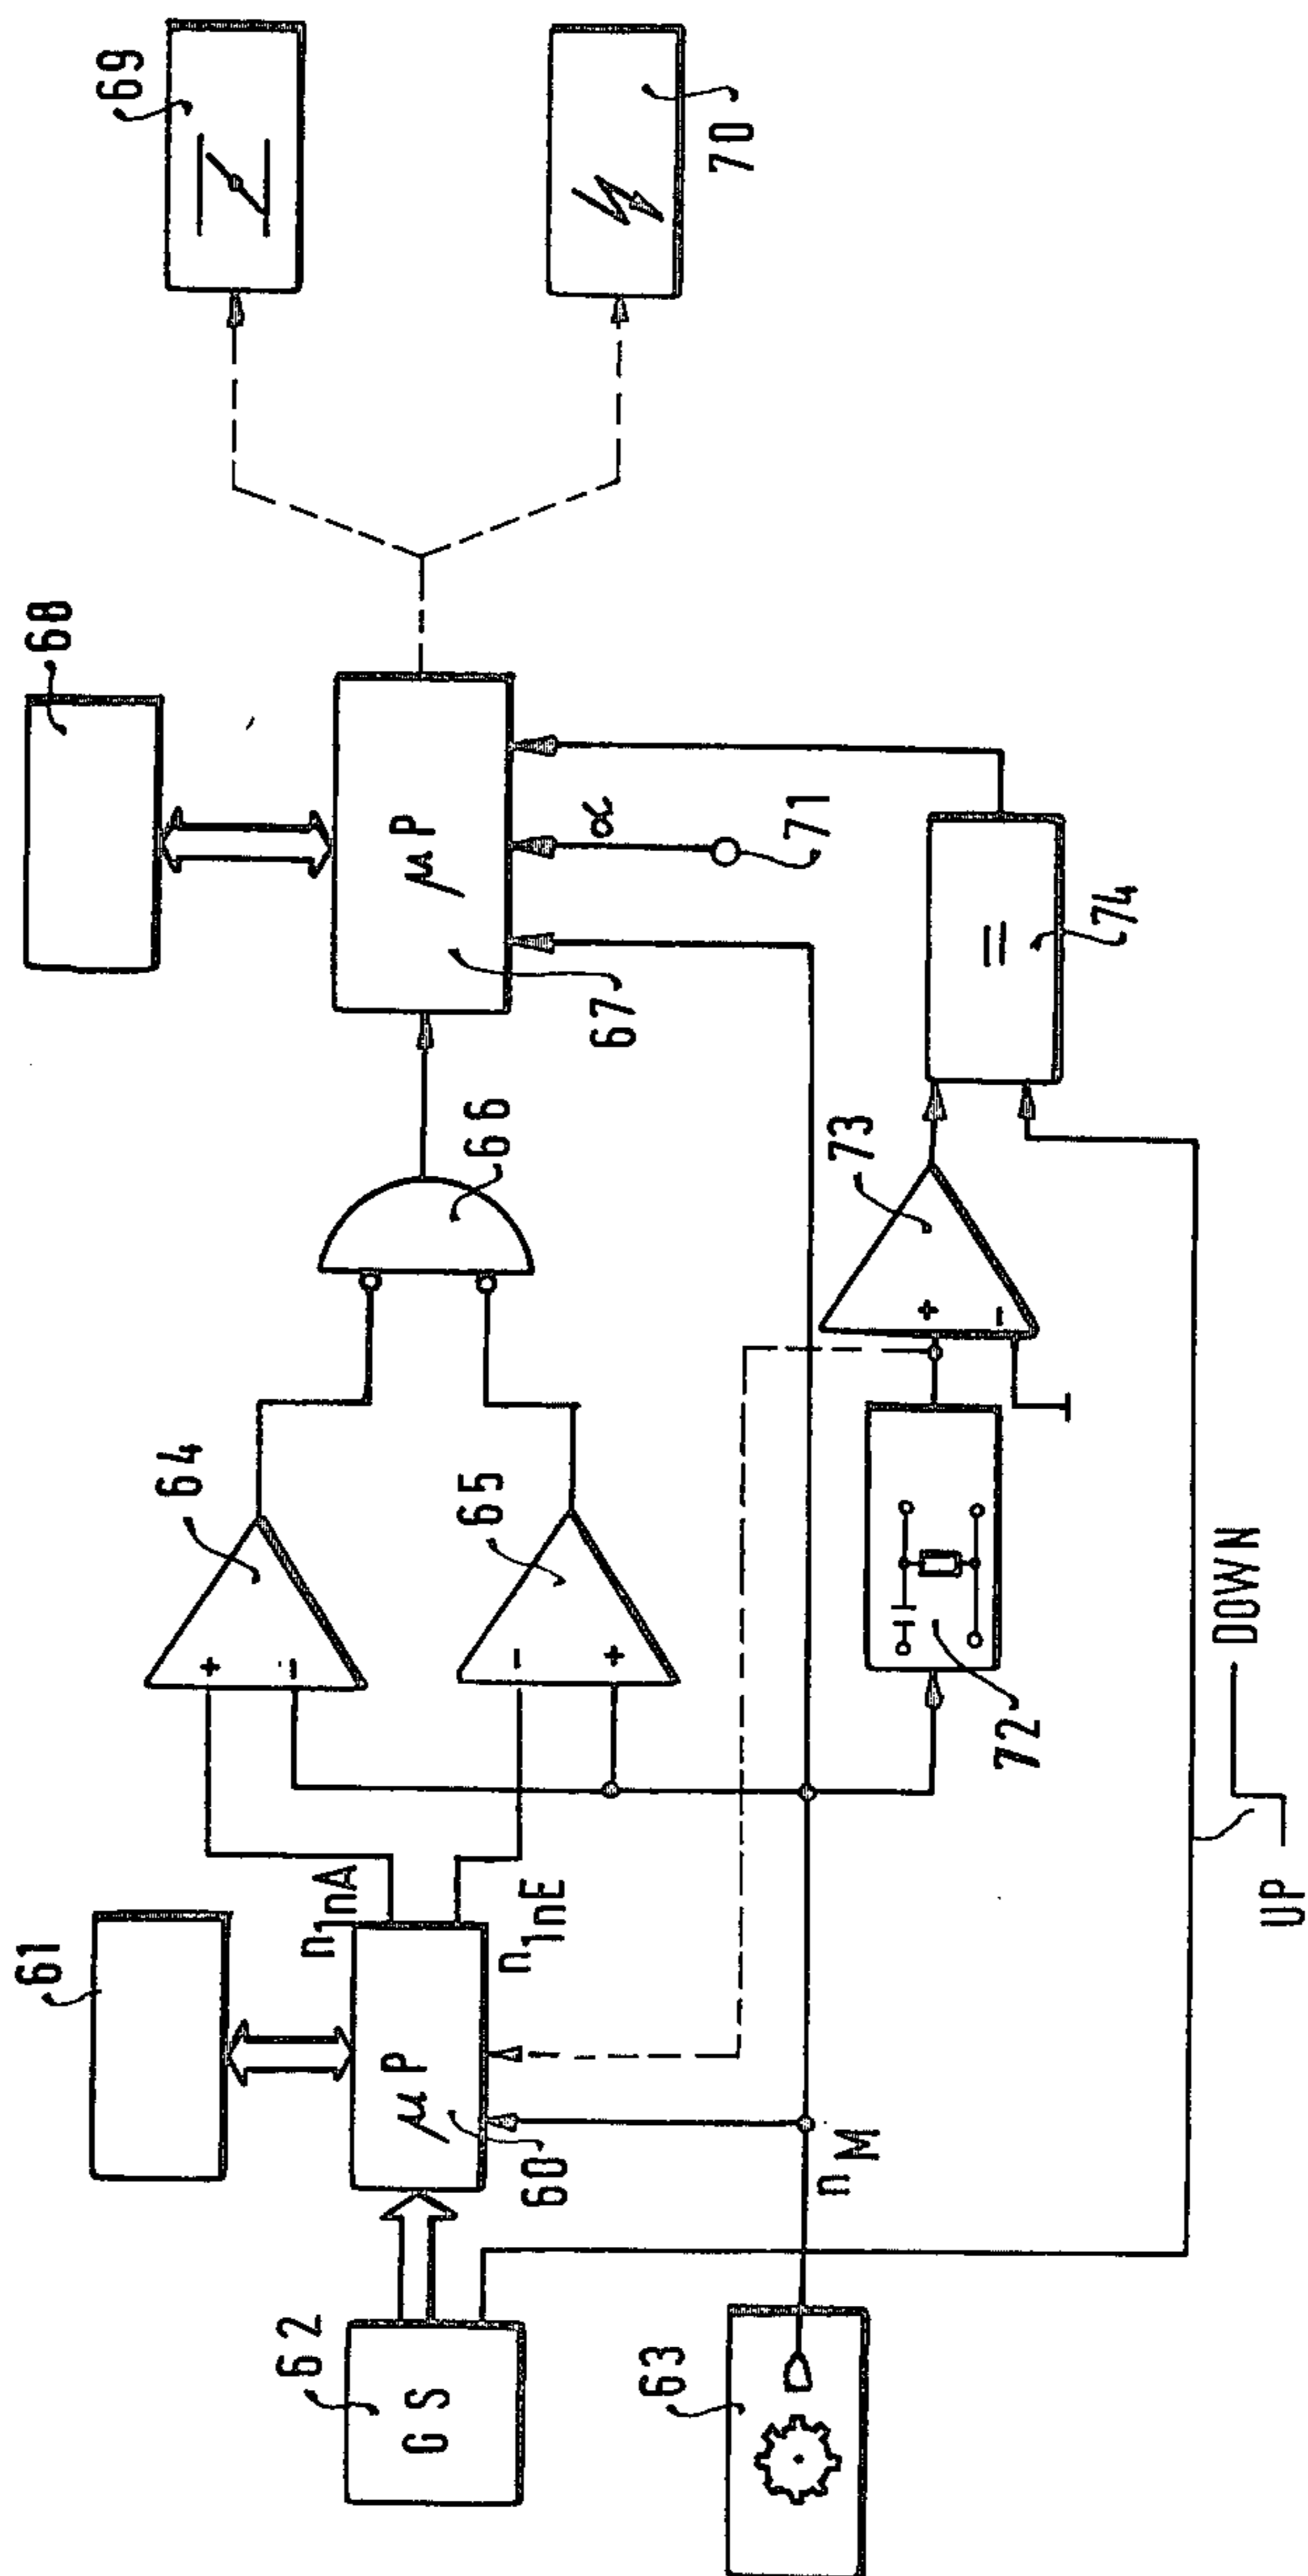 61
68
69
62
GS
μP
60
n1nA
n1nE
64
+
−
65
−
+
66
μP
67
α
71
70
63
nM
72
73
+
−
=
74
UP
DOWN